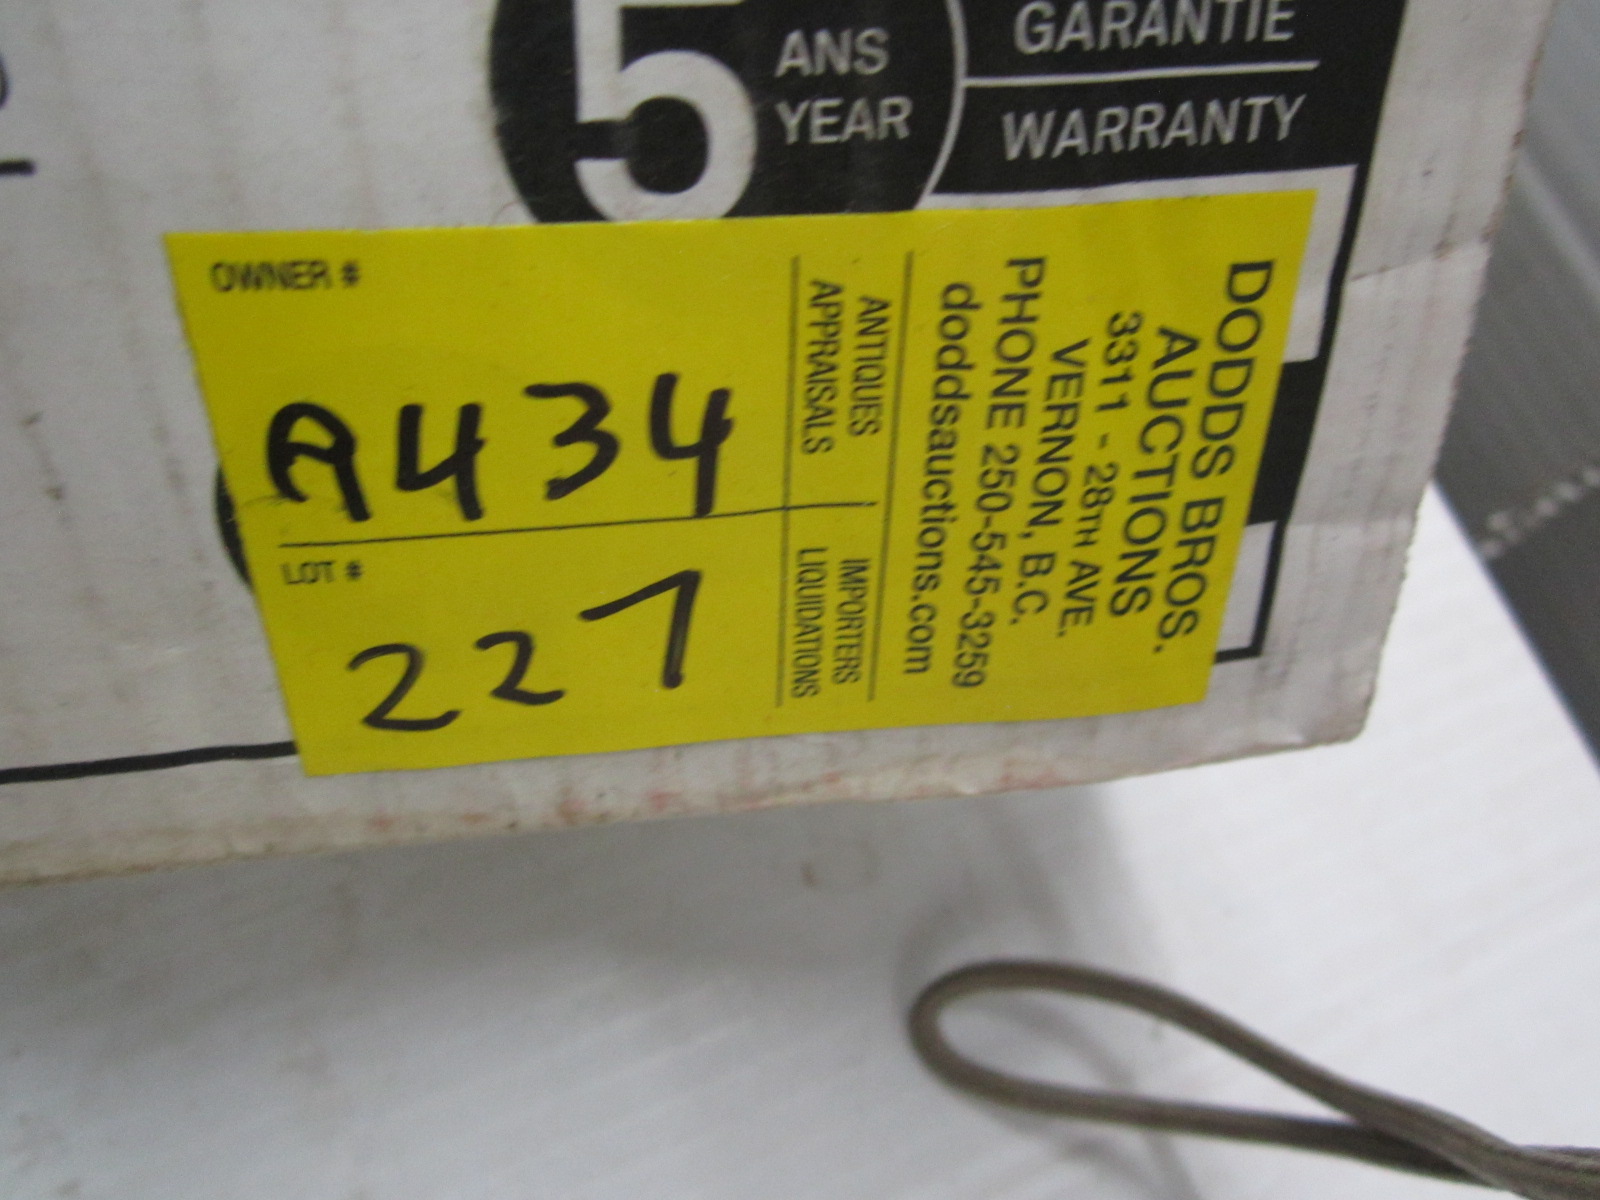 5 ANS
YEAR
GARANTIE
WARRANTY
OWNER #
A434
LOT #
227
DODDS BROS.
AUCTIONS
3311 - 28TH AVE.
VERNON, B.C.
PHONE 250-545-3259
doddsauctions.com
ANTIQUES
APPRAISALS
IMPORTERS
LIQUIDATIONS